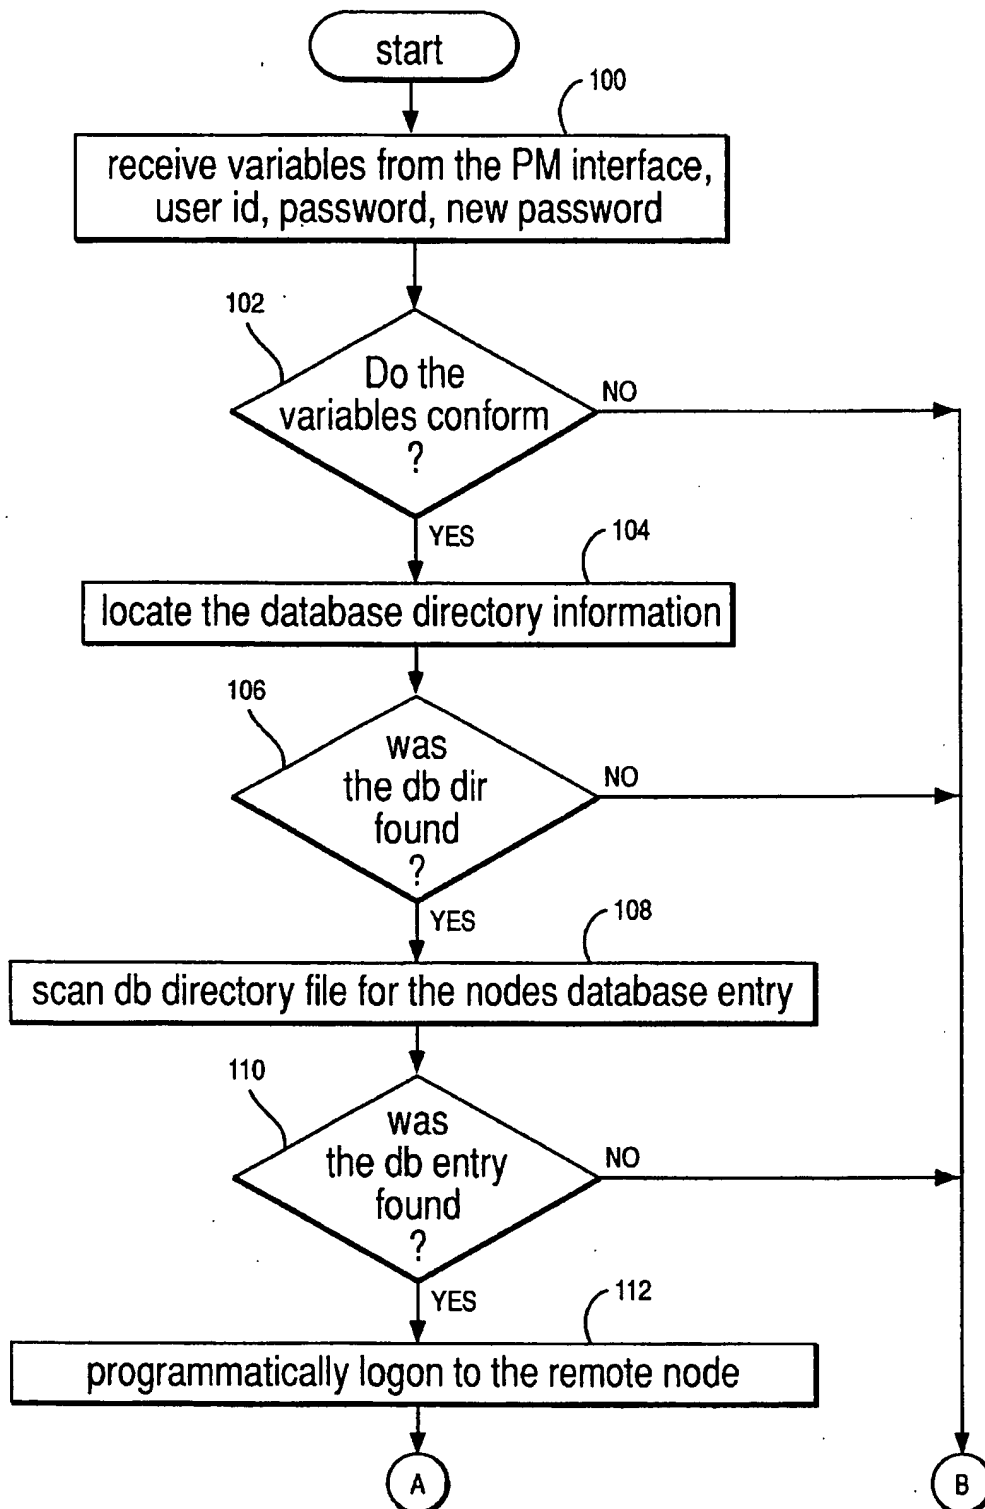 start
100
receive variables from the PM interface,
user id, password, new password
102
Do the
variables conform
?
NO
YES
104
locate the database directory information
106
was
the db dir
found
?
NO
YES
108
scan db directory file for the nodes database entry
110
was
the db entry
found
?
NO
YES
112
programmatically logon to the remote node
A
B